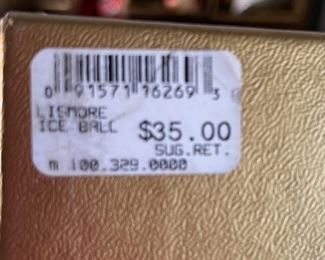 0 91571 16269 3
LISMORE
ICE BALL $35.00
SUG.RET.
m 100.329.0000